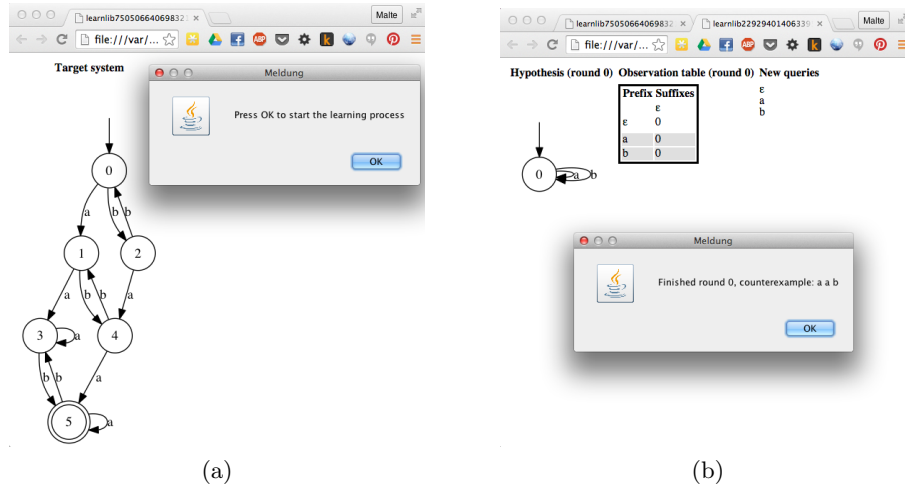 learnlib75050664069832
Malte
file:///var/...
Target system
Meldung
Press OK to start the learning process
OK
0
a
b b
1
2
a
b b
a
3
a
4
b b
a
5
a
(a)
learnlib7505066406983
learnlib2292940140633
Malte
file:///var/...
Hypothesis (round 0) Observation table (round 0) New queries
Prefix Suffixes
ε
ε 0
a 0
b 0
ε
a
b
0
a b
Meldung
Finished round 0, counterexample: a a b
OK
(b)